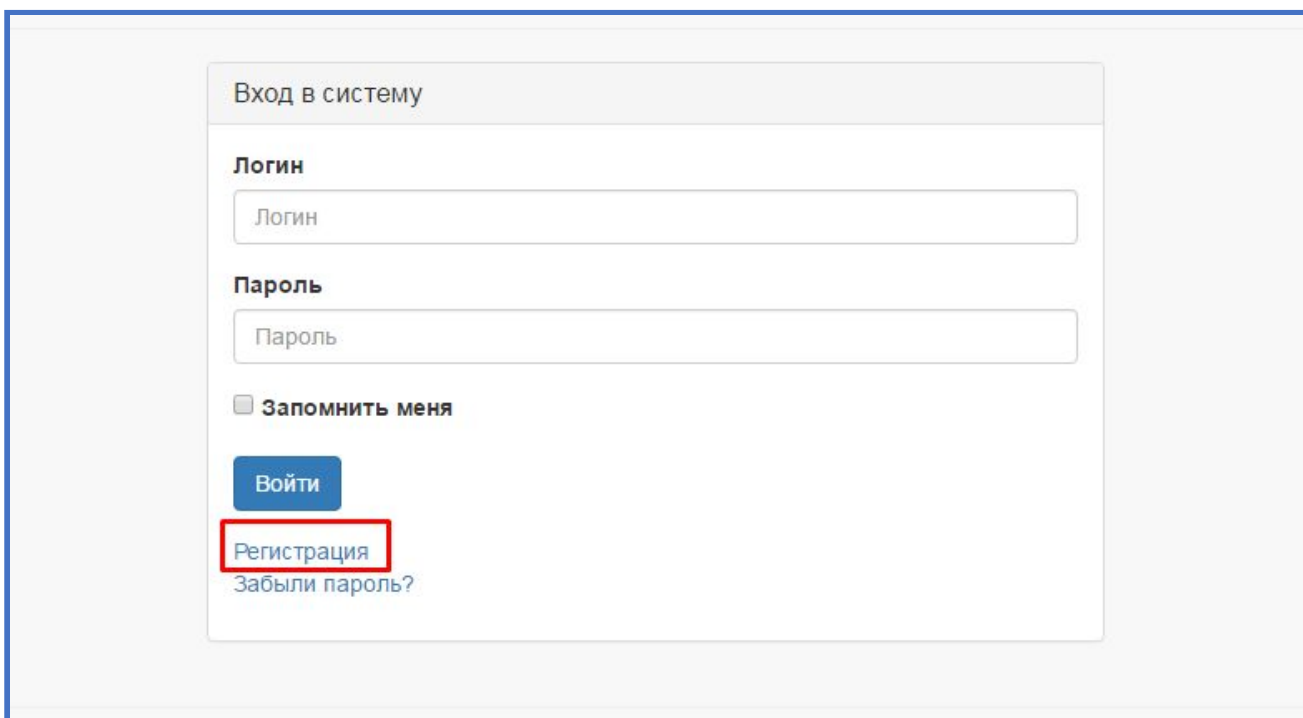 Вход в систему
Логин
Логин
Пароль
Пароль
Запомнить меня
Войти
Регистрация
Забыли пароль?